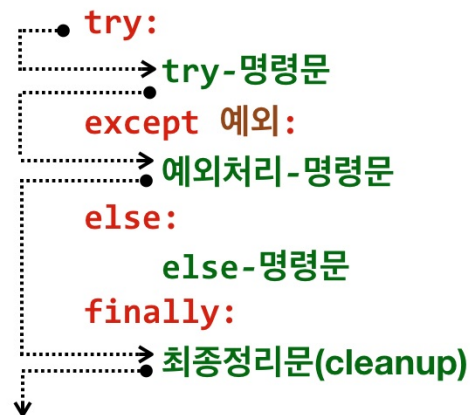 try:
try-명령문
except 예외:
예외처리-명령문
else:
else-명령문
finally:
최종정리문(cleanup)